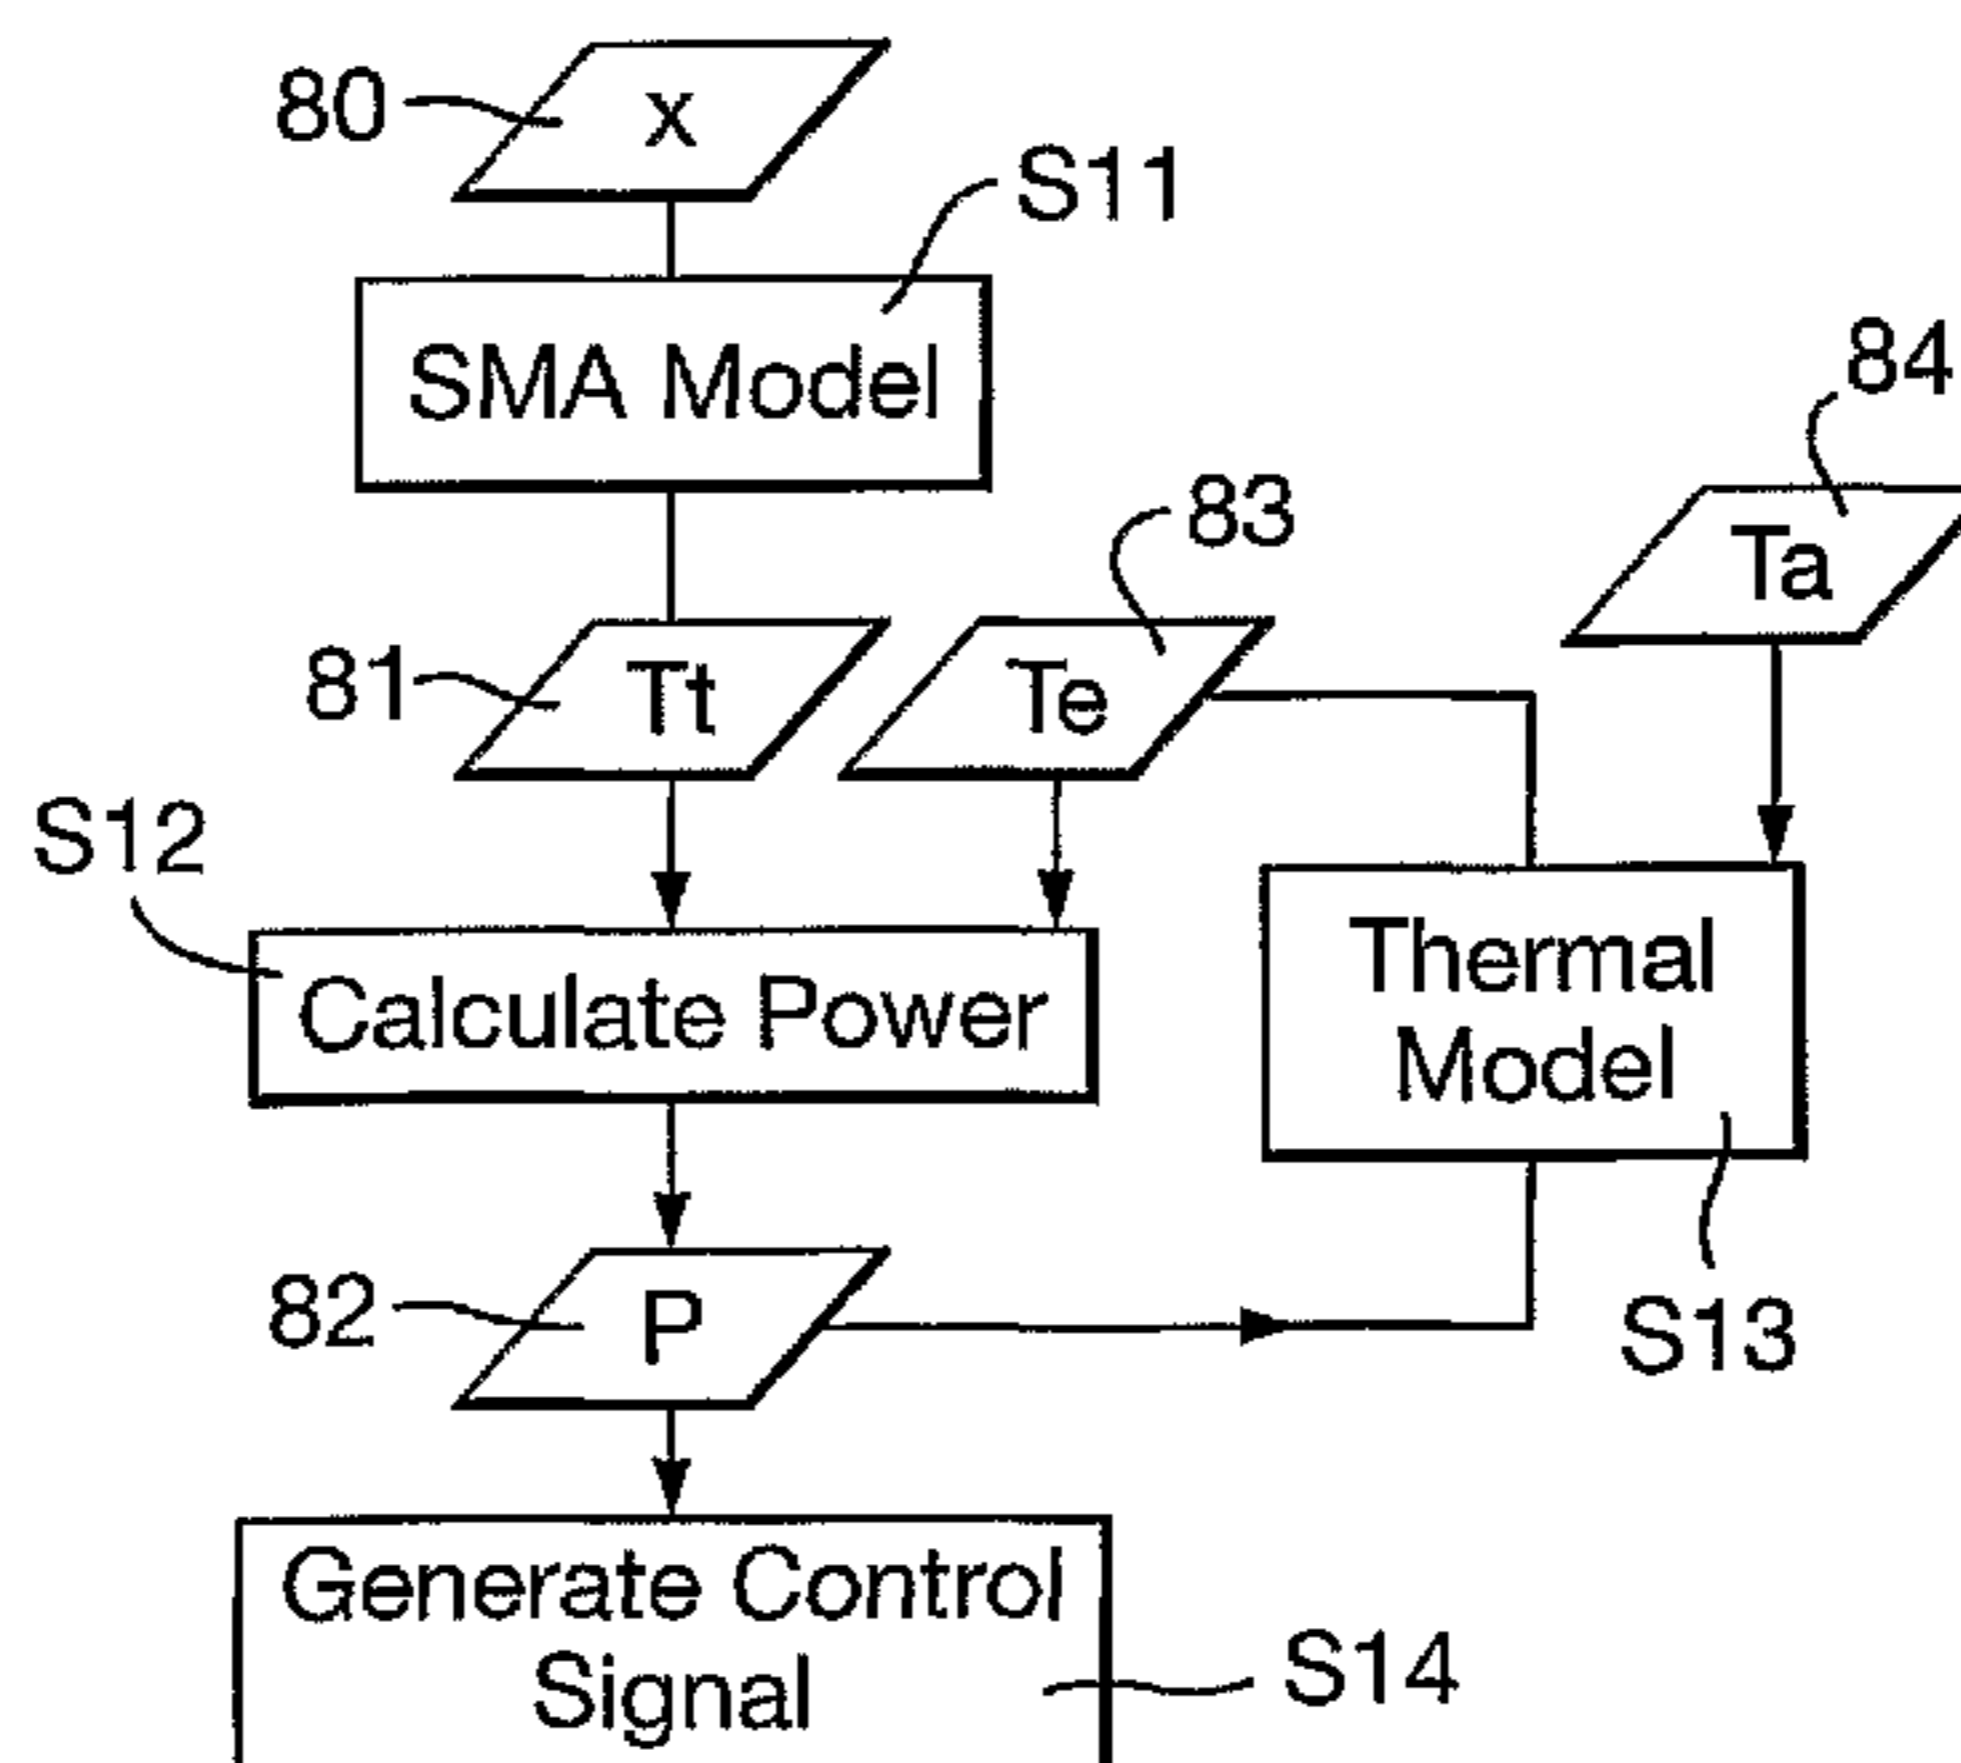 80
x
S11
SMA Model
84
83
Ta
81
Tt
Te
S12
Calculate Power
Thermal
Model
82
P
S13
Generate Control
Signal
S14